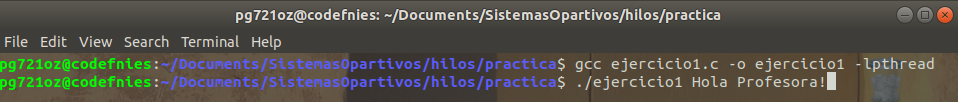 pg721oz@codefnies: ~/Documents/SistemasOpartivos/hilos/practica
File Edit View Search Terminal Help
pg721oz@codefnies:~/Documents/SistemasOpartivos/hilos/practica$ gcc ejercicio1.c -o ejercicio1 -lpthread
pg721oz@codefnies:~/Documents/SistemasOpartivos/hilos/practica$ ./ejercicio1 Hola Profesora!